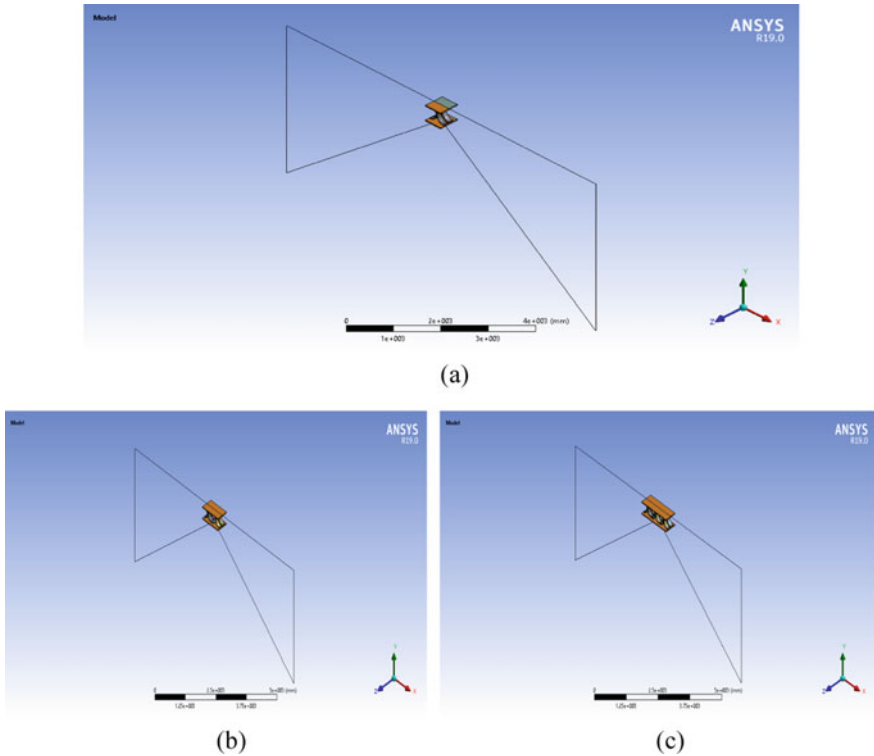 Model
ANSYS
R19.0
Y
Z
X
0 2e+003 4e+003 (mm)
1e+003 3e+003
(a)
Model
ANSYS
R19.0
Y
Z
X
0 2.5e+003 5e+003 (mm)
1.25e+003 3.75e+003
(b)
Model
ANSYS
R19.0
Y
Z
X
0 2.5e+003 5e+003 (mm)
1.25e+003 3.75e+003
(c)